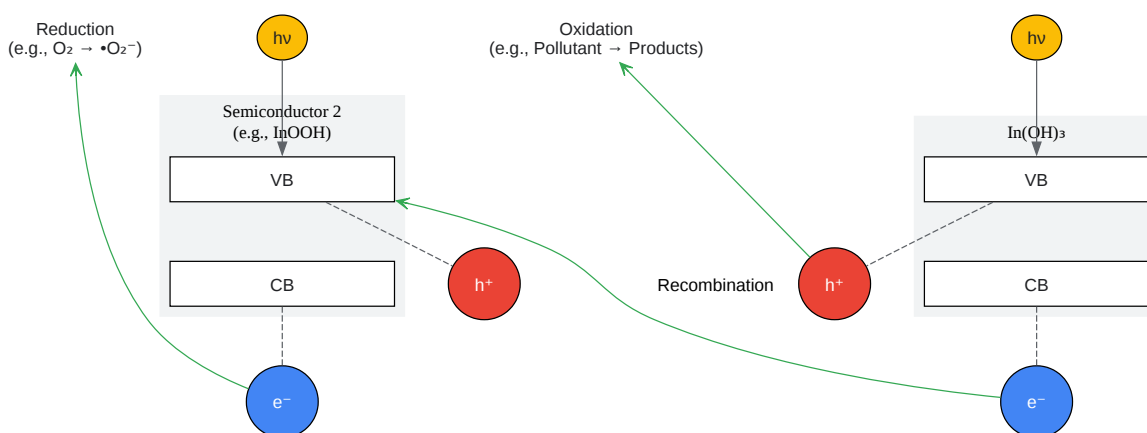 Reduction
(e.g., O₂ → •O₂⁻)
hν
Oxidation
(e.g., Pollutant → Products)
hν
Semiconductor 2
(e.g., InOOH)
In(OH)₃
VB
VB
CB
h⁺
Recombination
h⁺
CB
e⁻
e⁻